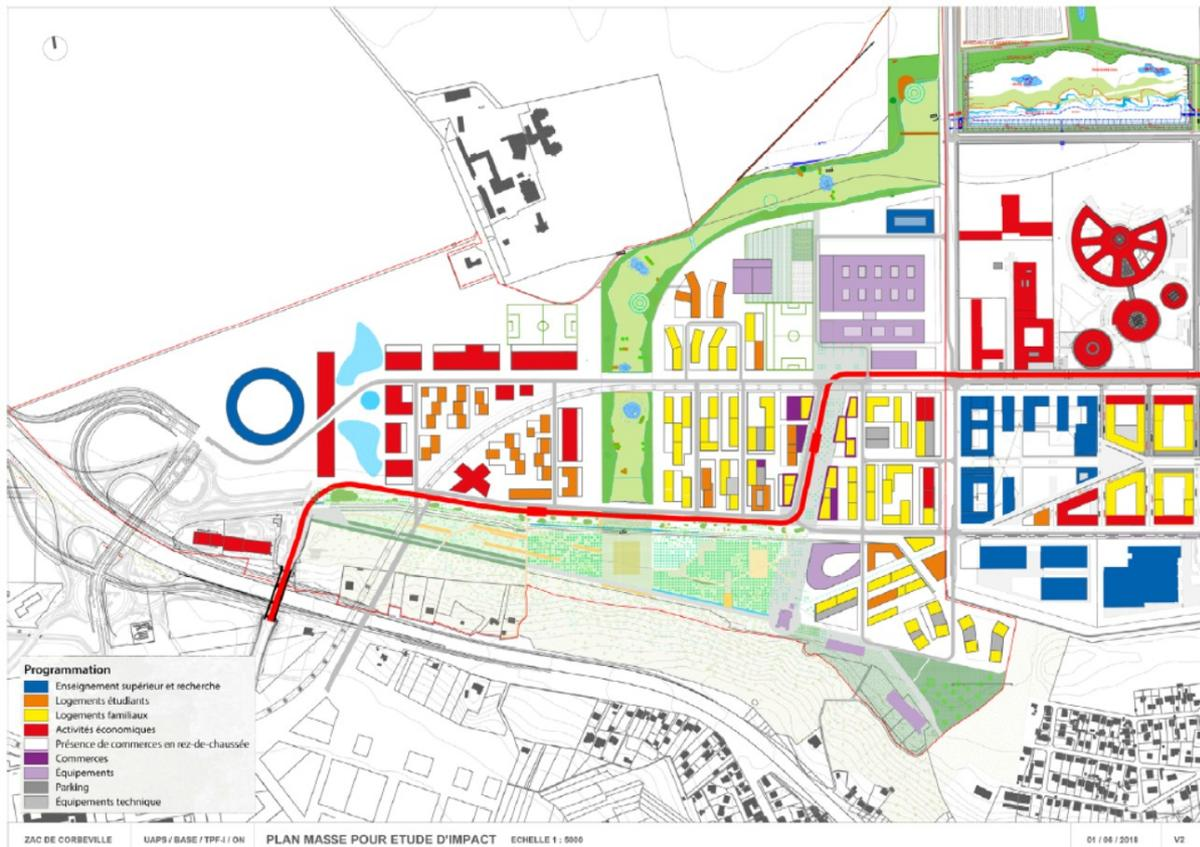 Programmation
Enseignement supérieur et recherche
Logements étudiants
Logements familiaux
Activités économiques
Présence de commerces en rez-de-chaussée
Commerces
Équipements
Parking
Équipements technique
ZAC DE CORBEVILLE
UAPS / BASE / TPF-I / ON
PLAN MASSE POUR ETUDE D'IMPACT
ECHELLE 1 : 5000
01 / 06 / 2018
V2